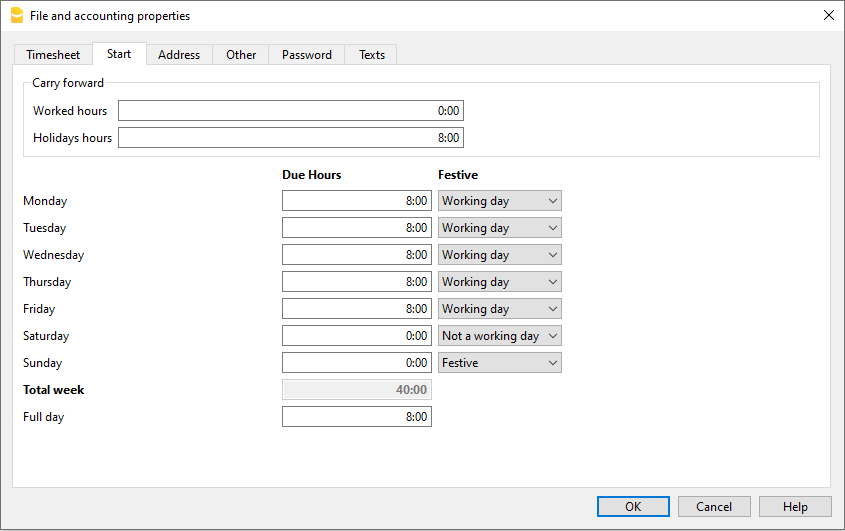 File and accounting properties
Timesheet Start Address Other Password Texts
Carry forward
Worked hours 0:00
Holidays hours 8:00
Due Hours Festive
Monday 8:00 Working day
Tuesday 8:00 Working day
Wednesday 8:00 Working day
Thursday 8:00 Working day
Friday 8:00 Working day
Saturday 0:00 Not a working day
Sunday 0:00 Festive
Total week 40:00
Full day 8:00
OK Cancel Help